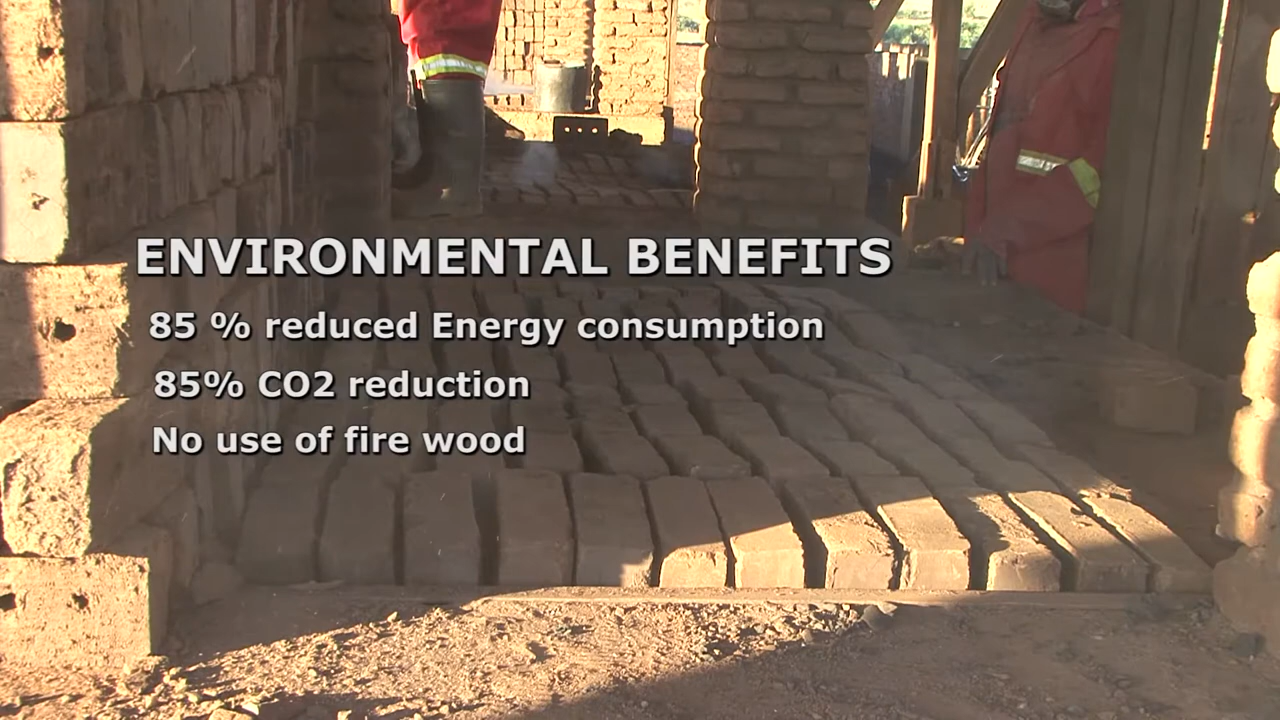 ENVIRONMENTAL BENEFITS
85 % reduced Energy consumption
85% CO2 reduction
No use of fire wood